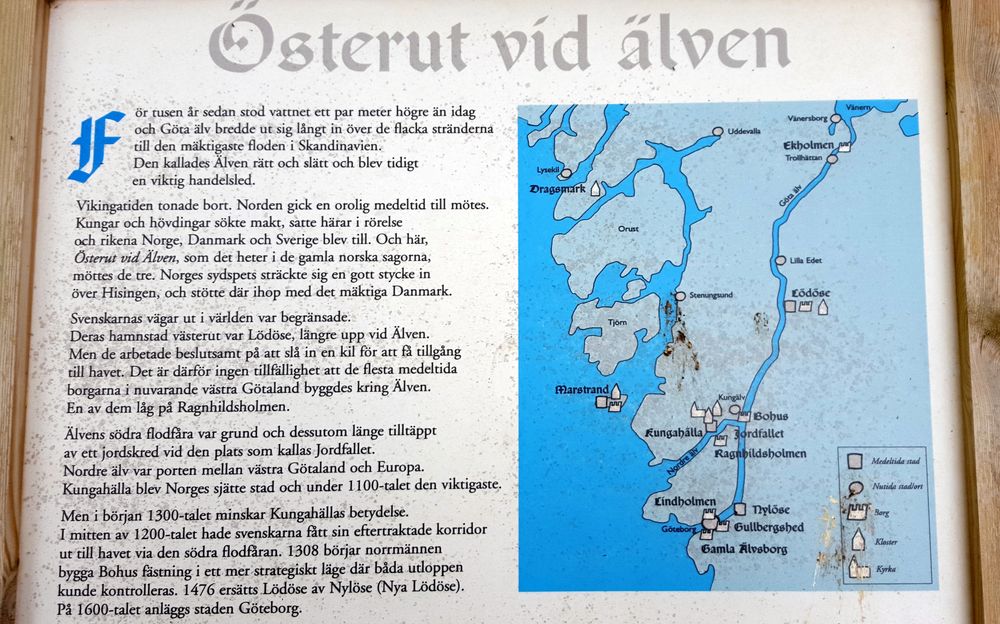 Österut vid älven
För tusen år sedan stod vattnet ett par meter högre än idag
och Göta älv bredde ut sig långt in över de flacka stränderna
till den mäktigaste floden i Skandinavien.
Den kallades Älven rätt och slätt och blev tidigt
en viktig handelsled.
Vikingatiden tonade bort. Norden gick en orolig medeltid till mötes.
Kungar och hövdingar sökte makt, satte härar i rörelse
och rikena Norge, Danmark och Sverige blev till. Och här,
Österut vid Älven, som det heter i de gamla norska sagorna,
möttes de tre. Norges sydspets sträckte sig en gott stycke in
över Hisingen, och stötte där ihop med det mäktiga Danmark.
Svenskarnas vägar ut i världen var begränsade.
Deras hamnstad västerut var Lödöse, längre upp vid Älven.
Men de arbetade beslutsamt på att slå in en kil för att få tillgång
till havet. Det är därför ingen tillfällighet att de flesta medeltida
borgarna i nuvarande västra Götaland byggdes kring Älven.
En av dem låg på Ragnhildsholmen.
Älvens södra flodfåra var grund och dessutom länge tilltäppt
av ett jordskred vid den plats som kallas Jordfallet.
Nordre älv var porten mellan västra Götaland och Europa.
Kungahälla blev Norges sjätte stad och under 1100-talet den viktigaste.
Men i början 1300-talet minskar Kungahällas betydelse.
I mitten av 1200-talet hade svenskarna fått sin eftertraktade korridor
ut till havet via den södra flodfåran. 1308 börjar norrmännen
bygga Bohus fästning i ett mer strategiskt läge där båda utloppen
kunde kontrolleras. 1476 ersätts Lödöse av Nylöse (Nya Lödöse).
På 1600-talet anläggs staden Göteborg.
Vänern
Vänersborg
Uddevalla
Ekholmen
Trollhättan
Lysekil
Dragsmark
Göta älv
Orust
Lilla Edet
Stenungsund
Lödöse
Tjörn
Marstrand
Kungälv
Bohus
Kungahälla
Jordfallet
Ragnhildsholmen
Nordre älv
Lindholmen
Nylöse
Göteborg
Gullbergshed
Gamla Älvsborg
Medeltida stad
Nutida stad/ort
Borg
Kloster
Kyrka